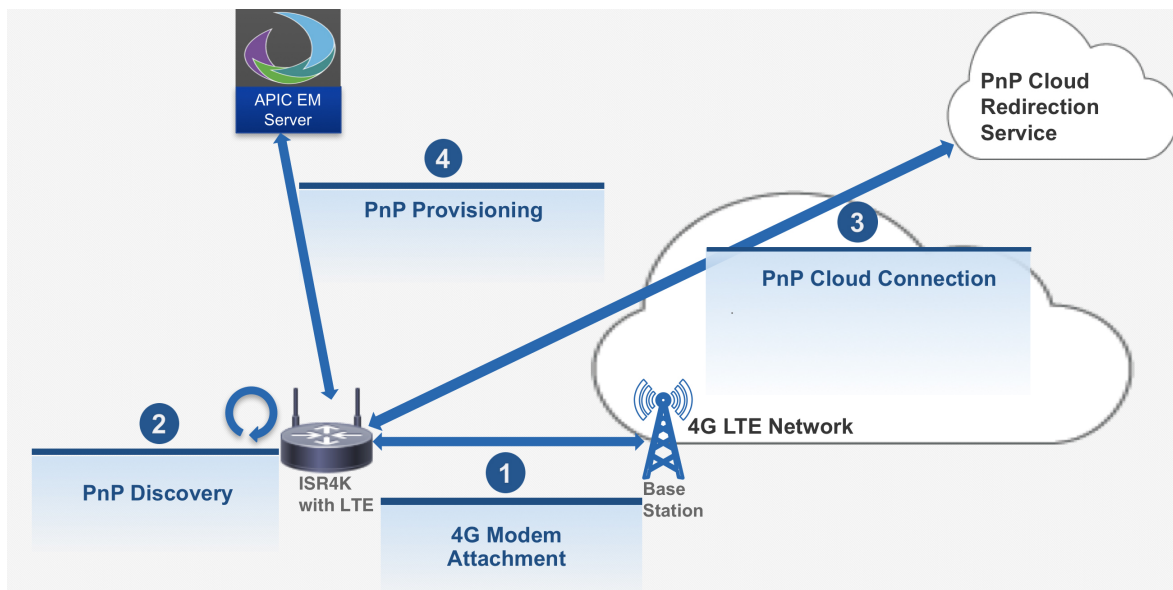 APIC EM
Server
PnP Cloud
Redirection
Service
4
PnP Provisioning
3
PnP Cloud Connection
2
PnP Discovery
ISR4K
with LTE
1
4G Modem
Attachment
4G LTE Network
Base
Station